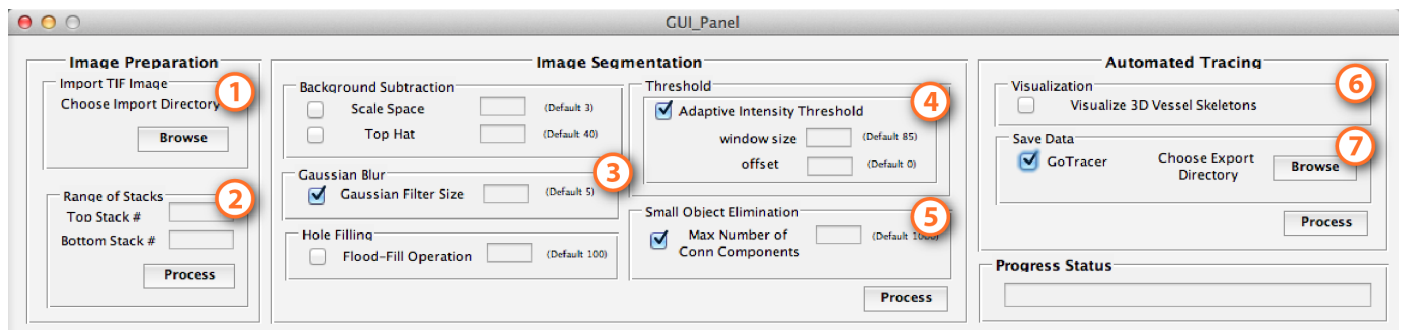 GUI_Panel
Image Preparation
Import TIF Image
Choose Import Directory
1
Browse
Range of Stacks
2
Top Stack #
Bottom Stack #
Process
Image Segmentation
Background Subtraction
Scale Space (Default 3)
Top Hat (Default 40)
Gaussian Blur
3
Gaussian Filter Size (Default 5)
Hole Filling
Flood-Fill Operation (Default 100)
Threshold
4
Adaptive Intensity Threshold
window size (Default 85)
offset (Default 0)
Small Object Elimination
5
Max Number of (Default 1000)
Conn Components
Process
Automated Tracing
Visualization
6
Visualize 3D Vessel Skeletons
Save Data
7
GoTracer
Choose Export
Directory
Browse
Process
Progress Status